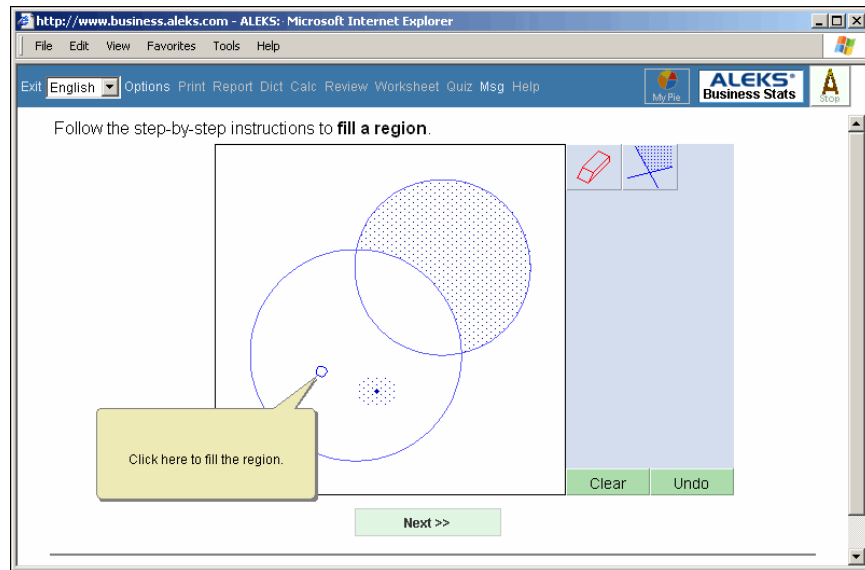 http://www.business.aleks.com - ALEKS: Microsoft Internet Explorer
File Edit View Favorites Tools Help
Exit English Options Print Report Dict Calc Review Worksheet Quiz Msg Help
My Pie
ALEKS®
Business Stats
Stop
Follow the step-by-step instructions to fill a region.
Click here to fill the region.
Clear Undo
Next >>